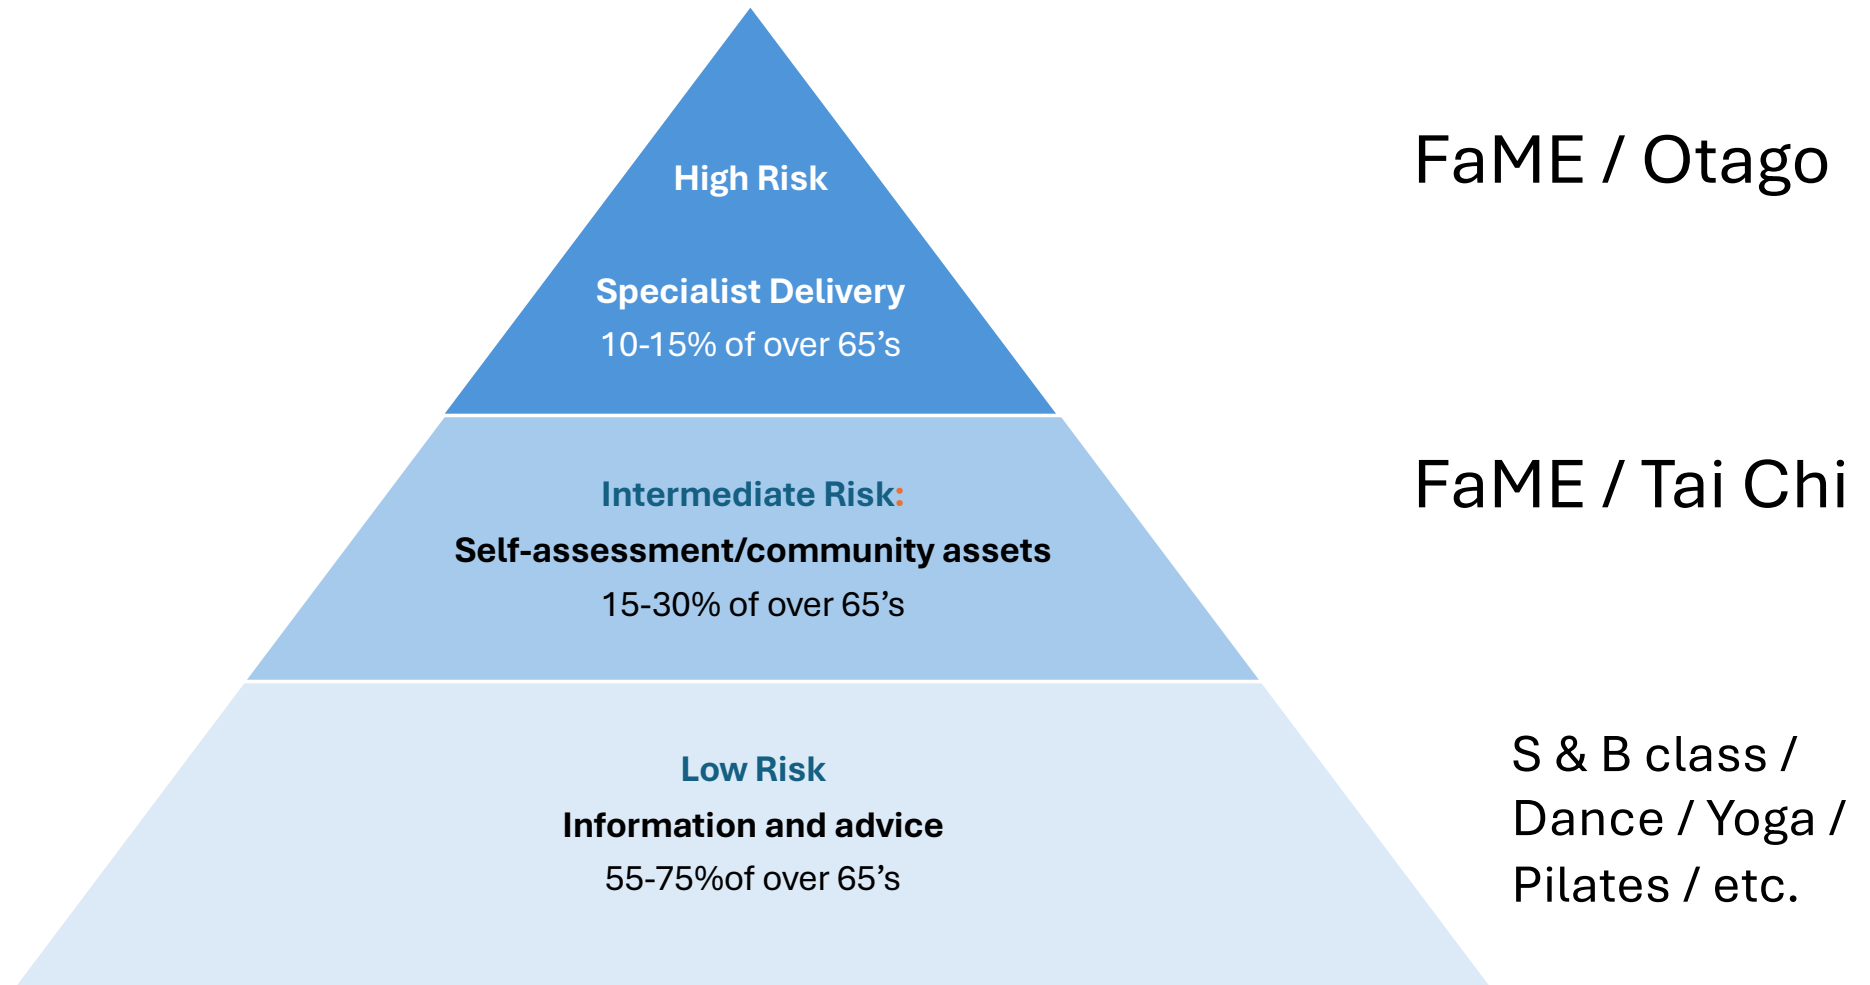 High Risk
FaME / Otago
Specialist Delivery
10-15% of over 65’s
Intermediate Risk:
FaME / Tai Chi
Self-assessment/community assets
15-30% of over 65’s
Low Risk
Information and advice
55-75%of over 65’s
S & B class /
Dance / Yoga /
Pilates / etc.